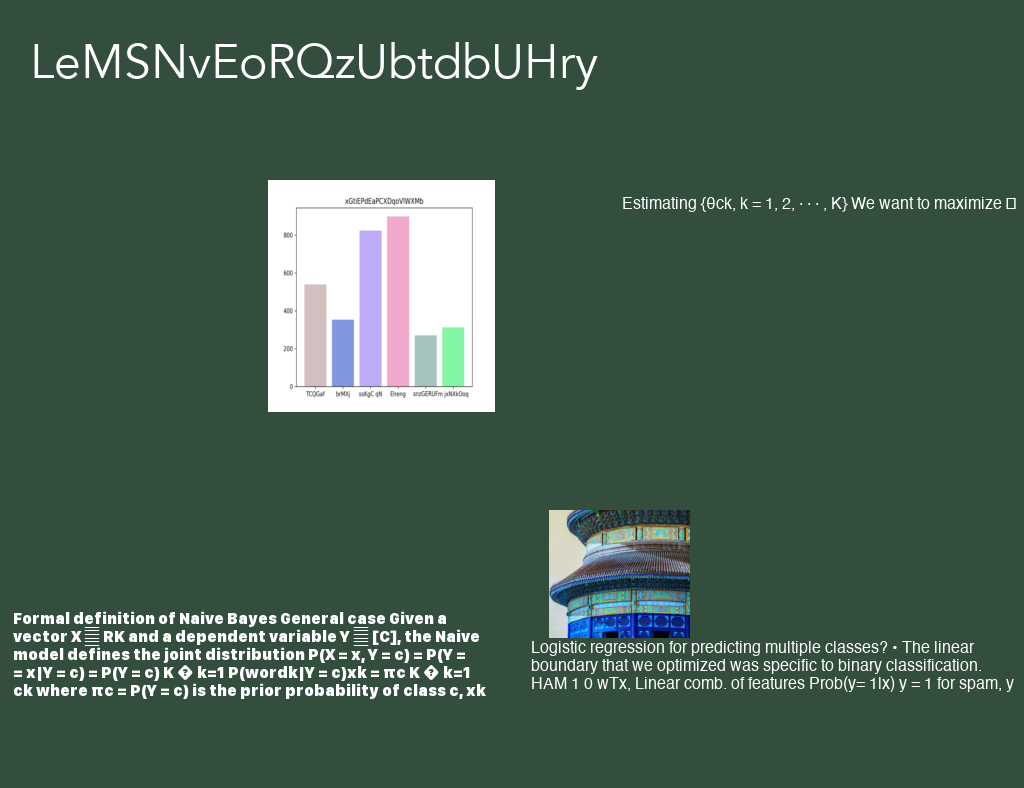 LeMSNvEoRQzUbtdbUHry
xGtiEPdEaPCXDqoVlWXMb
800
600
400
200
0
TCQGaf brMXj ssKgC qN Elreng snzGERUFm jxNXkOoq
Estimating {θck, k = 1, 2, · · · , K} We want to maximize �
Formal definition of Naive Bayes General case Given a
vector X ▒ RK and a dependent variable Y ▒ [C], the Naive
model defines the joint distribution P(X = x, Y = c) = P(Y =
= x|Y = c) = P(Y = c) K � k=1 P(wordk|Y = c)xk = πc K � k=1
ck where πc = P(Y = c) is the prior probability of class c, xk
Logistic regression for predicting multiple classes? • The linear
boundary that we optimized was specific to binary classification.
HAM 1 0 wTx, Linear comb. of features Prob(y= 1|x) y = 1 for spam, y